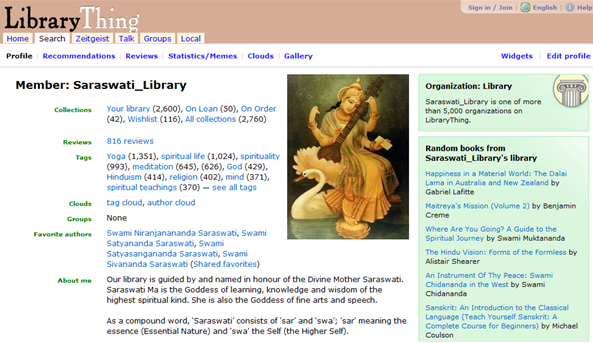 LibraryThing
Sign in / Join English Help
Home Search Zeitgeist Talk Groups Local
Profile Recommendations Reviews Statistics/Memes Clouds Gallery Widgets Edit profile
Member: Saraswati_Library
Collections Your library (2,600), On Loan (50), On Order
(42), Wishlist (116), All collections (2,760)
Reviews 816 reviews
Tags Yoga (1,351), spiritual life (1,024), spirituality
(993), meditation (645), (626), God (429),
Hinduism (414), religion (402), mind (371),
spiritual teachings (370) — see all tags
Clouds tag cloud, author cloud
Groups None
Favorite authors Swami Niranjanananda Saraswati, Swami
Satyananda Saraswati, Swami
Satyasangananda Saraswati, Swami
Sivananda Saraswati (Shared favorites)
About me Our library is guided by and named in honour of the Divine Mother Saraswati.
Saraswati Ma is the Goddess of learning, knowledge and wisdom of the
highest spiritual kind. She is also the Goddess of fine arts and speech.
As a compound word, 'Saraswati' consists of 'sar' and 'swa'; 'sar' meaning the
essence (Essential Nature) and 'swa' the Self (the Higher Self).
Organization: Library
Saraswati_Library is one of more
than 5,000 organizations on
LibraryThing.
Random books from
Saraswati_Library's library
Happiness in a Material World: The Dalai
Lama in Australia and New Zealand by
Gabriel Lafitte
Maitreya's Mission (Volume 2) by Benjamin
Creme
Where Are You Going? A Guide to the
Spiritual Journey by Swami Muktananda
The Hindu Vision: Forms of the Formless by
Alistair Shearer
An Instrument Of Thy Peace: Swami
Chidananda in the West by Swami
Chidananda
Sanskrit: An Introduction to the Classical
Language (Teach Yourself Sanskrit: A
Complete Course for Beginners) by Michael
Coulson